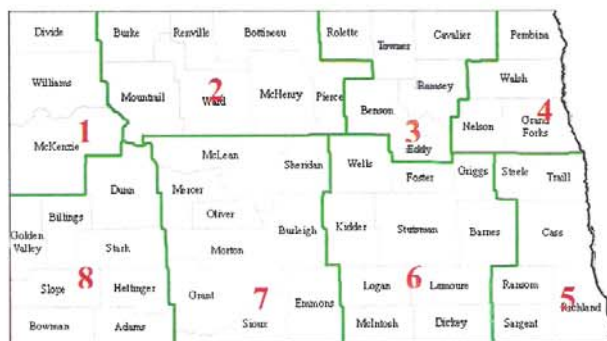 Divide Burke Renville Bottineau Rolette Cavalier Pembina
Towner
Williams Walsh
Mountrail 2 Ward McHenry Pierce Ramsey
Benson 4
1 Nelson Grand
Forks
McKenzie 3
Eddy
McLean Sheridan Wells Foster Griggs Steele Traill
Dunn Mercer
Billings Oliver
Golden
Valley Burleigh Kidder Stutsman Barnes Cass
Stark Morton
Slope 8 Hettinger Grant 7 Emmons Logan 6 Lamoure Ransom 5
Richland
Bowman Adams Sioux McIntosh Dickey Sargent